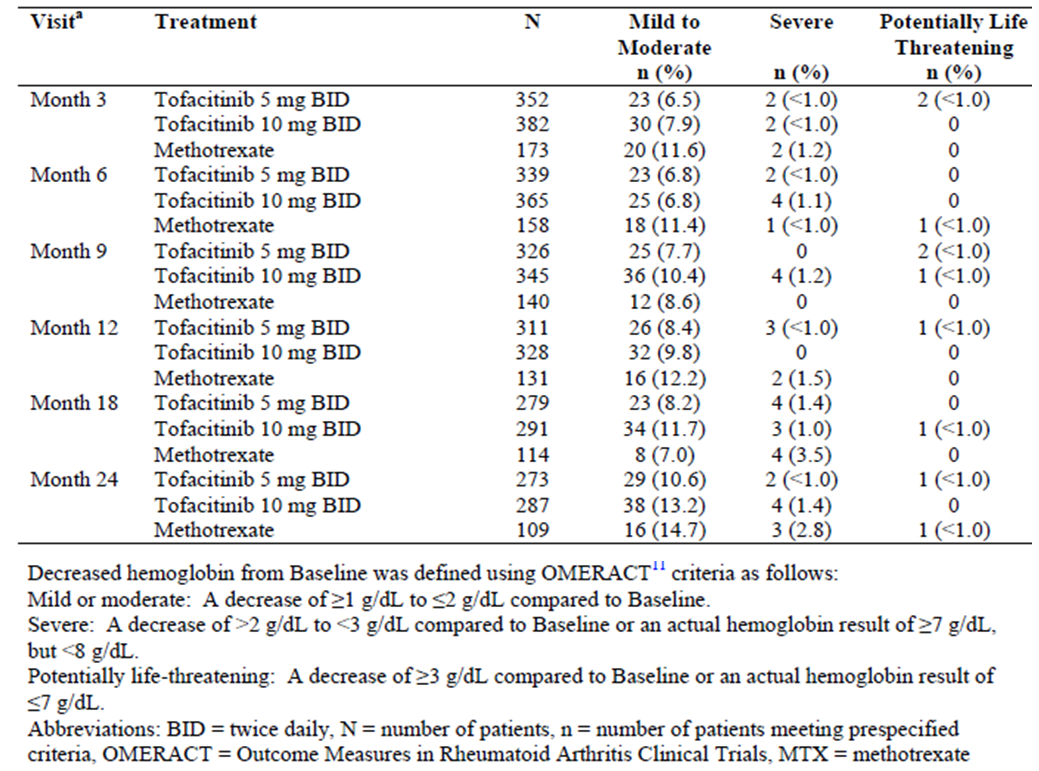 Visitᵃ Treatment N Mild to Moderate n (%) Severe n (%) Potentially Life Threatening n (%)
Month 3 Tofacitinib 5 mg BID 352 23 (6.5) 2 (<1.0) 2 (<1.0)
Tofacitinib 10 mg BID 382 30 (7.9) 2 (<1.0) 0
Methotrexate 173 20 (11.6) 2 (1.2) 0
Month 6 Tofacitinib 5 mg BID 339 23 (6.8) 2 (<1.0) 0
Tofacitinib 10 mg BID 365 25 (6.8) 4 (1.1) 0
Methotrexate 158 18 (11.4) 1 (<1.0) 1 (<1.0)
Month 9 Tofacitinib 5 mg BID 326 25 (7.7) 0 2 (<1.0)
Tofacitinib 10 mg BID 345 36 (10.4) 4 (1.2) 1 (<1.0)
Methotrexate 140 12 (8.6) 0 0
Month 12 Tofacitinib 5 mg BID 311 26 (8.4) 3 (<1.0) 1 (<1.0)
Tofacitinib 10 mg BID 328 32 (9.8) 0 0
Methotrexate 131 16 (12.2) 2 (1.5) 0
Month 18 Tofacitinib 5 mg BID 279 23 (8.2) 4 (1.4) 0
Tofacitinib 10 mg BID 291 34 (11.7) 3 (1.0) 1 (<1.0)
Methotrexate 114 8 (7.0) 4 (3.5) 0
Month 24 Tofacitinib 5 mg BID 273 29 (10.6) 2 (<1.0) 1 (<1.0)
Tofacitinib 10 mg BID 287 38 (13.2) 4 (1.4) 0
Methotrexate 109 16 (14.7) 3 (2.8) 1 (<1.0)
Decreased hemoglobin from Baseline was defined using OMERACT¹¹ criteria as follows:
Mild or moderate: A decrease of ≥1 g/dL to ≤2 g/dL compared to Baseline.
Severe: A decrease of >2 g/dL to <3 g/dL compared to Baseline or an actual hemoglobin result of ≥7 g/dL,
but <8 g/dL.
Potentially life-threatening: A decrease of ≥3 g/dL compared to Baseline or an actual hemoglobin result of
≤7 g/dL.
Abbreviations: BID = twice daily, N = number of patients, n = number of patients meeting prespecified
criteria, OMERACT = Outcome Measures in Rheumatoid Arthritis Clinical Trials, MTX = methotrexate